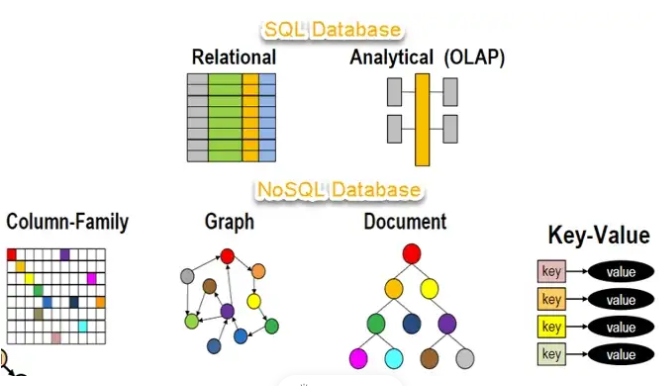 SQL Database
Relational
Analytical (OLAP)
NoSQL Database
Column-Family
Graph
Document
Key-Value
key value
key value
key value
key value